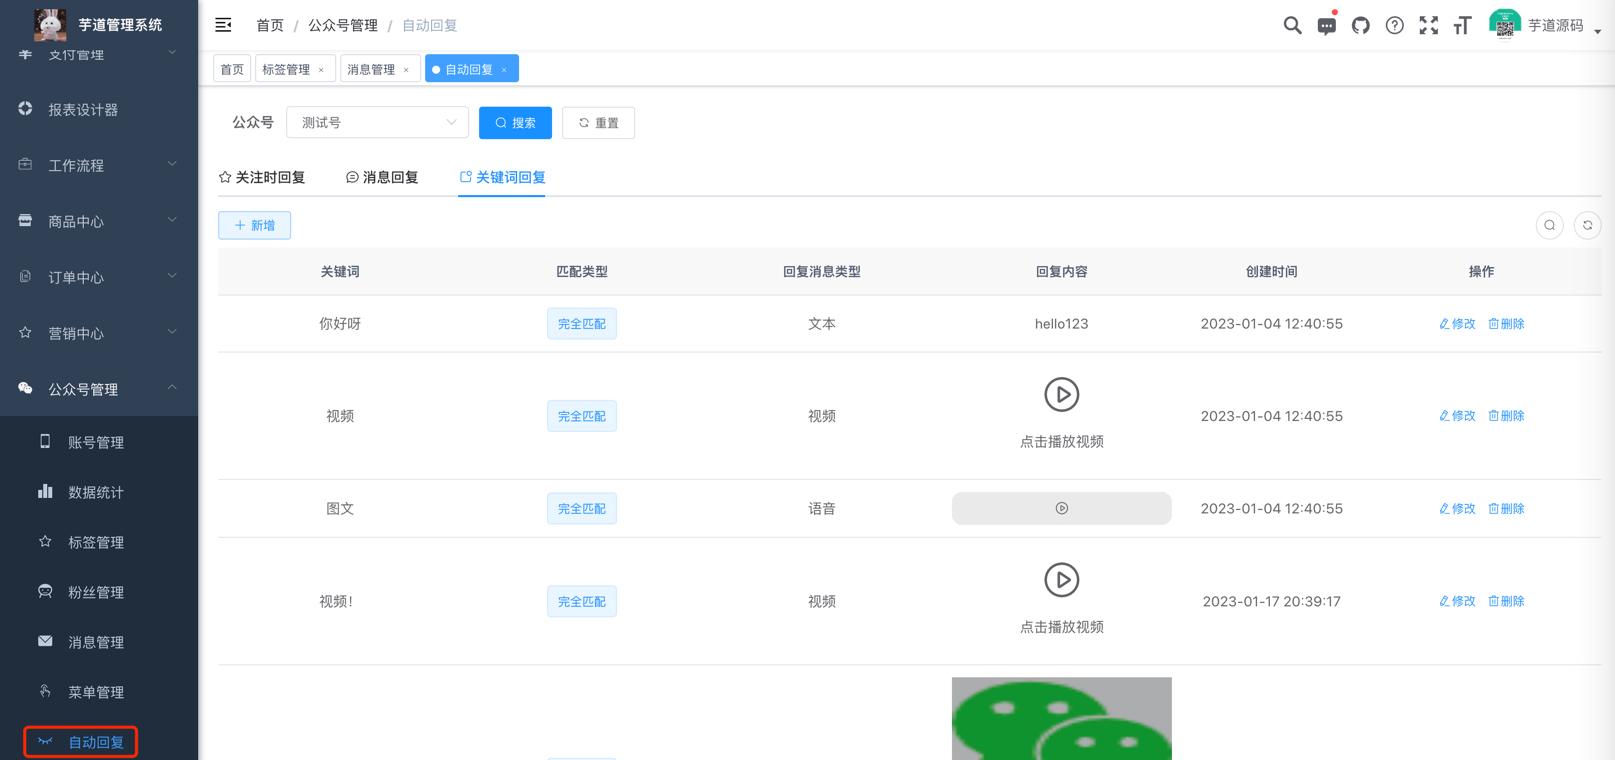 芋道管理系统
支付管理
报表设计器
工作流程
商品中心
订单中心
营销中心
公众号管理
账号管理
数据统计
标签管理
粉丝管理
消息管理
菜单管理
自动回复
首页 / 公众号管理 / 自动回复
芋道源码
首页 标签管理 × 消息管理 × 自动回复 ×
公众号 测试号 搜索 重置
关注时回复 消息回复 关键词回复
+ 新增
关键词 匹配类型 回复消息类型 回复内容 创建时间 操作
你好呀 完全匹配 文本 hello123 2023-01-04 12:40:55 修改 删除
视频 完全匹配 视频 点击播放视频 2023-01-04 12:40:55 修改 删除
图文 完全匹配 语音 2023-01-04 12:40:55 修改 删除
视频! 完全匹配 视频 点击播放视频 2023-01-17 20:39:17 修改 删除